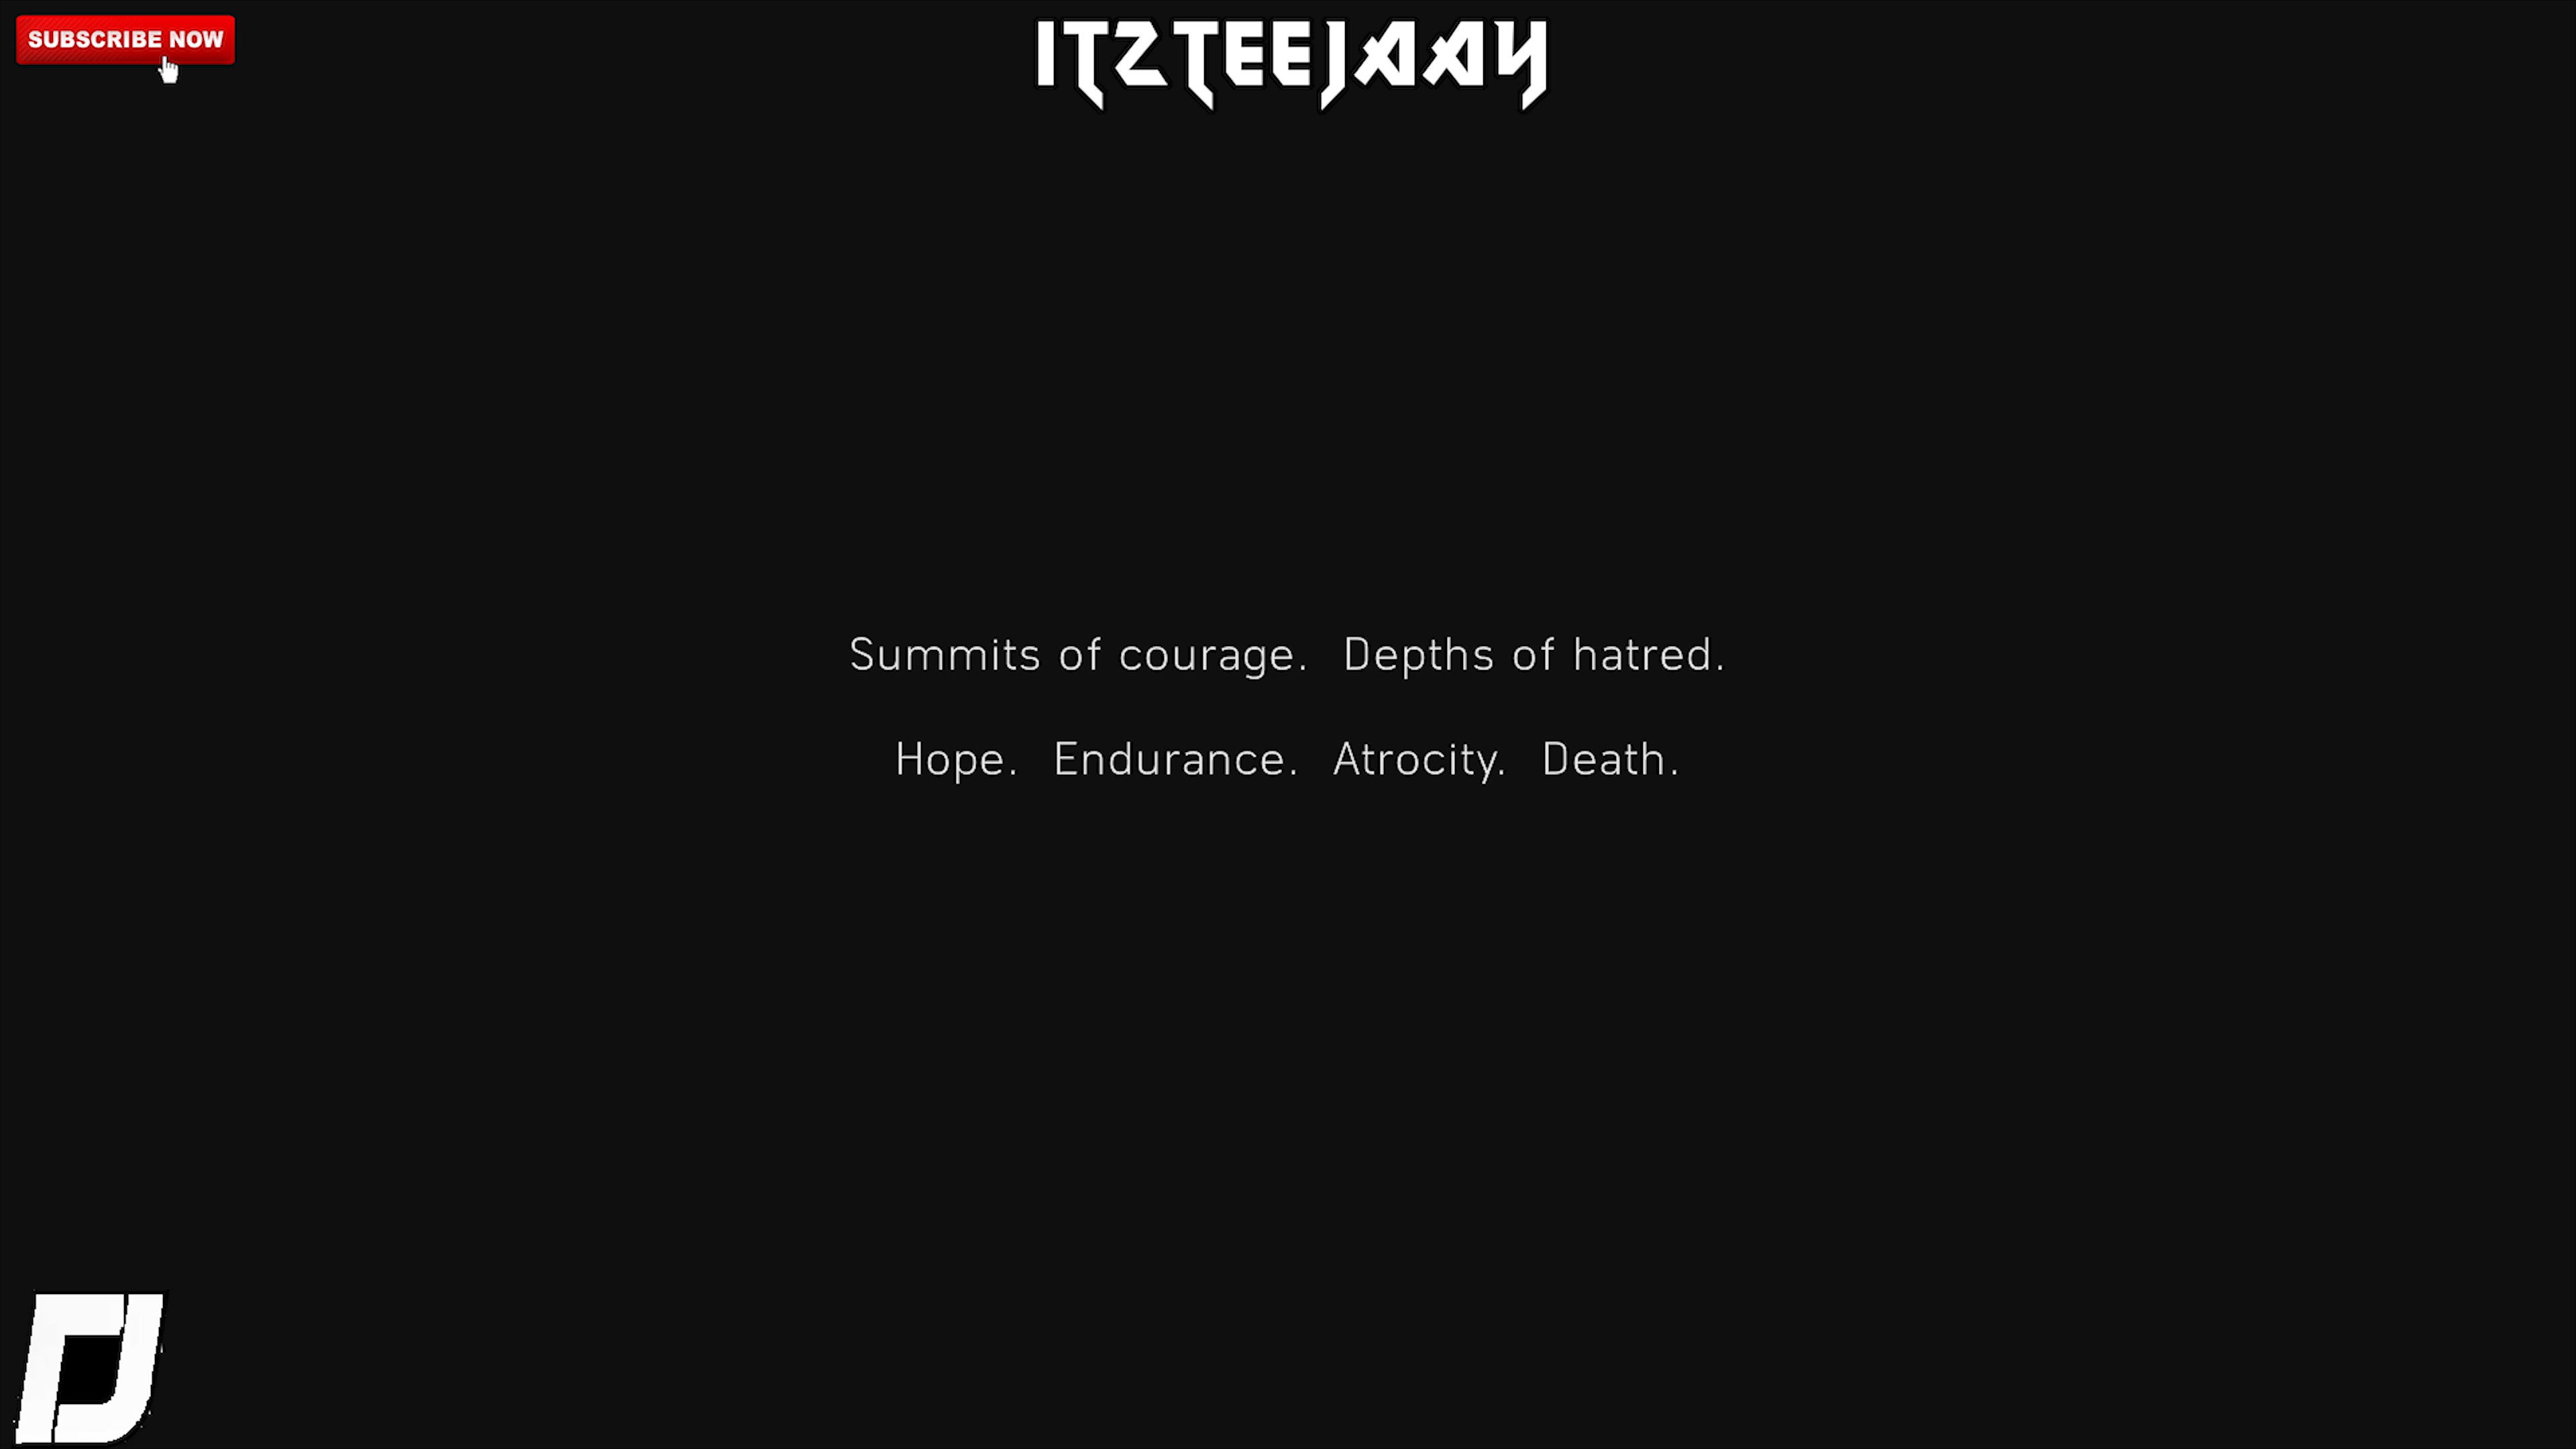 SUBSCRIBE NOW
ITZTEEJAAY
Summits of courage. Depths of hatred.
Hope. Endurance. Atrocity. Death.